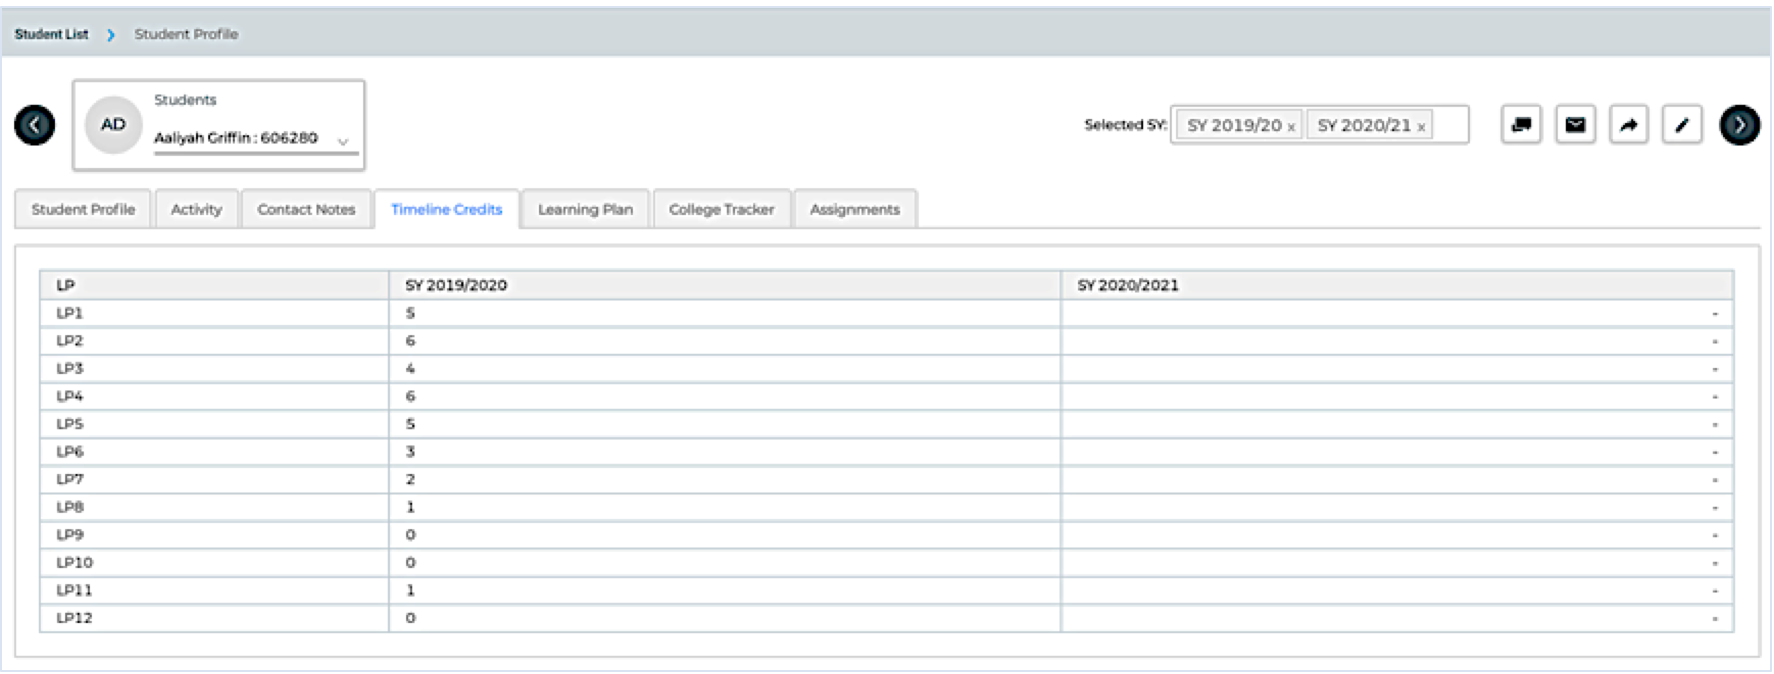 Student List > Student Profile
AD
Students
Aaliyah Griffin : 606280
Selected SY: SY 2019/20 x SY 2020/21 x
Student Profile Activity Contact Notes Timeline Credits Learning Plan College Tracker Assignments
LP SY 2019/2020 SY 2020/2021
LP1 5 -
LP2 6 -
LP3 4 -
LP4 6 -
LP5 5 -
LP6 3 -
LP7 2 -
LP8 1 -
LP9 0 -
LP10 0 -
LP11 1 -
LP12 0 -